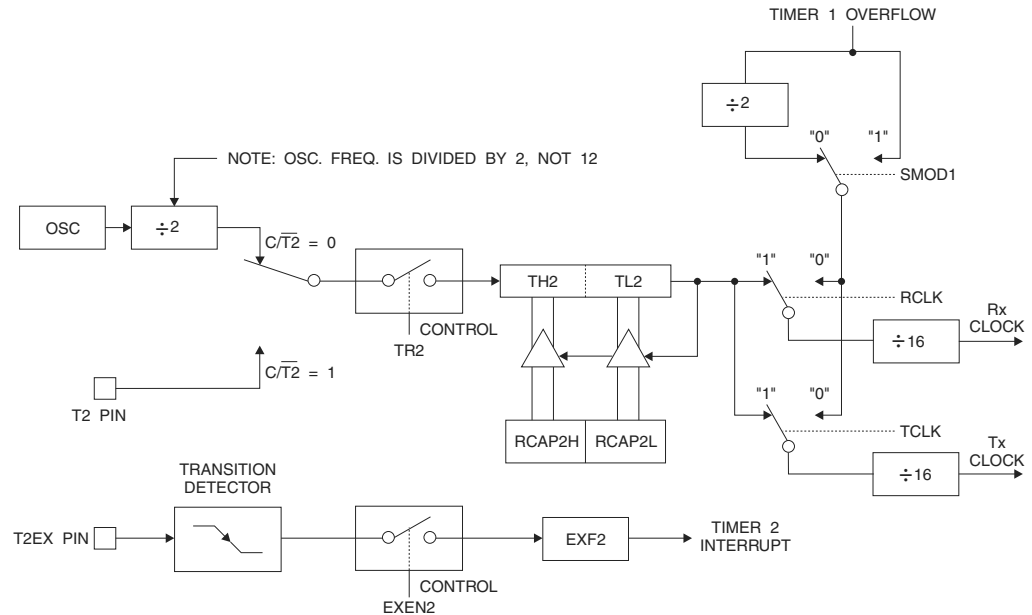 TIMER 1 OVERFLOW
÷2
"0" "1"
SMOD1
NOTE: OSC. FREQ. IS DIVIDED BY 2, NOT 12
OSC
÷2
C/T2̅ = 0
TH2 TL2
"1" "0"
RCLK
Rx
CLOCK
÷16
CONTROL
TR2
C/T2̅ = 1
T2 PIN
RCAP2H RCAP2L
"1" "0"
TCLK
Tx
CLOCK
÷16
TRANSITION
DETECTOR
T2EX PIN
EXF2
TIMER 2
INTERRUPT
CONTROL
EXEN2